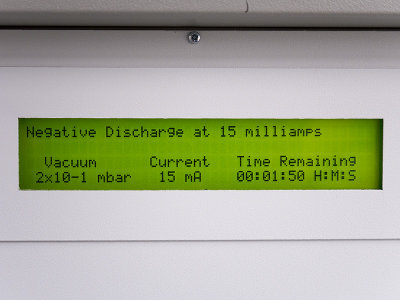 Negative Discharge at 15 milliamps
Vacuum Current Time Remaining
2x10-1 mbar 15 mA 00:01:50 H:M:S